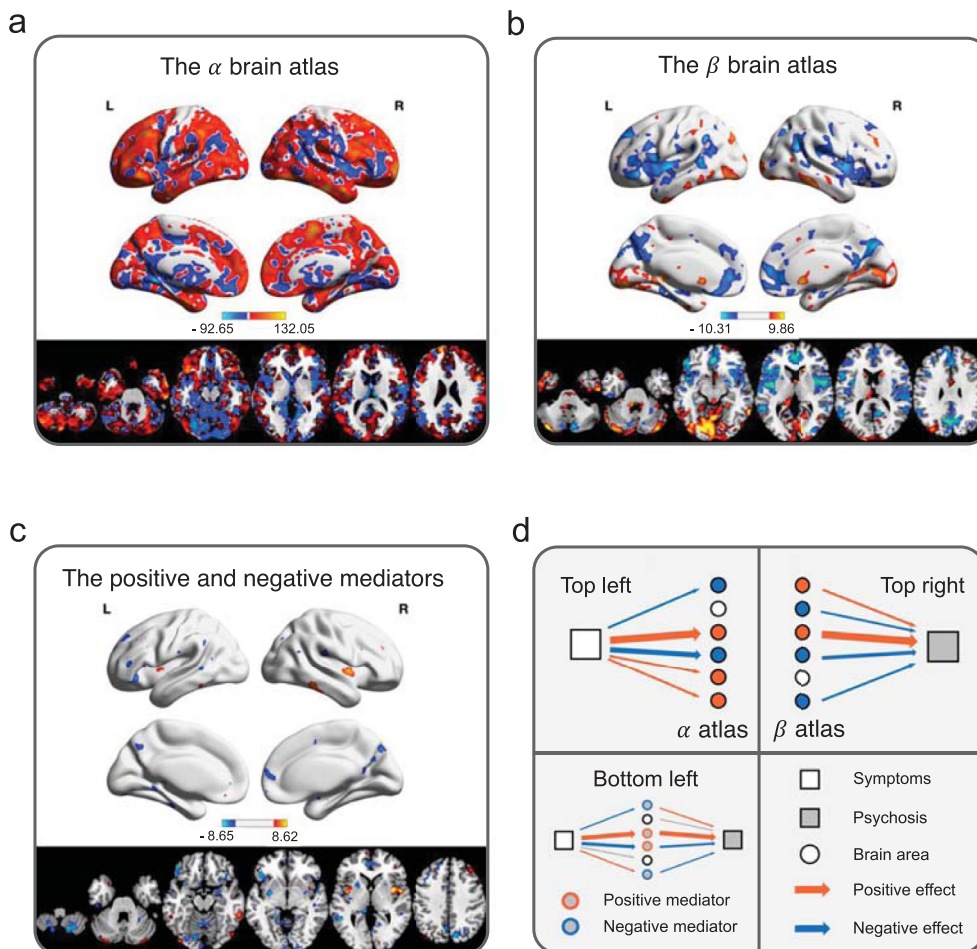 a
The α brain atlas
L R
- 92.65 132.05
b
The β brain atlas
L R
- 10.31 9.86
c
The positive and negative mediators
L R
- 8.65 8.62
d
Top left
α atlas
Top right
β atlas
Bottom left
Positive mediator
Negative mediator
Symptoms
Psychosis
Brain area
Positive effect
Negative effect